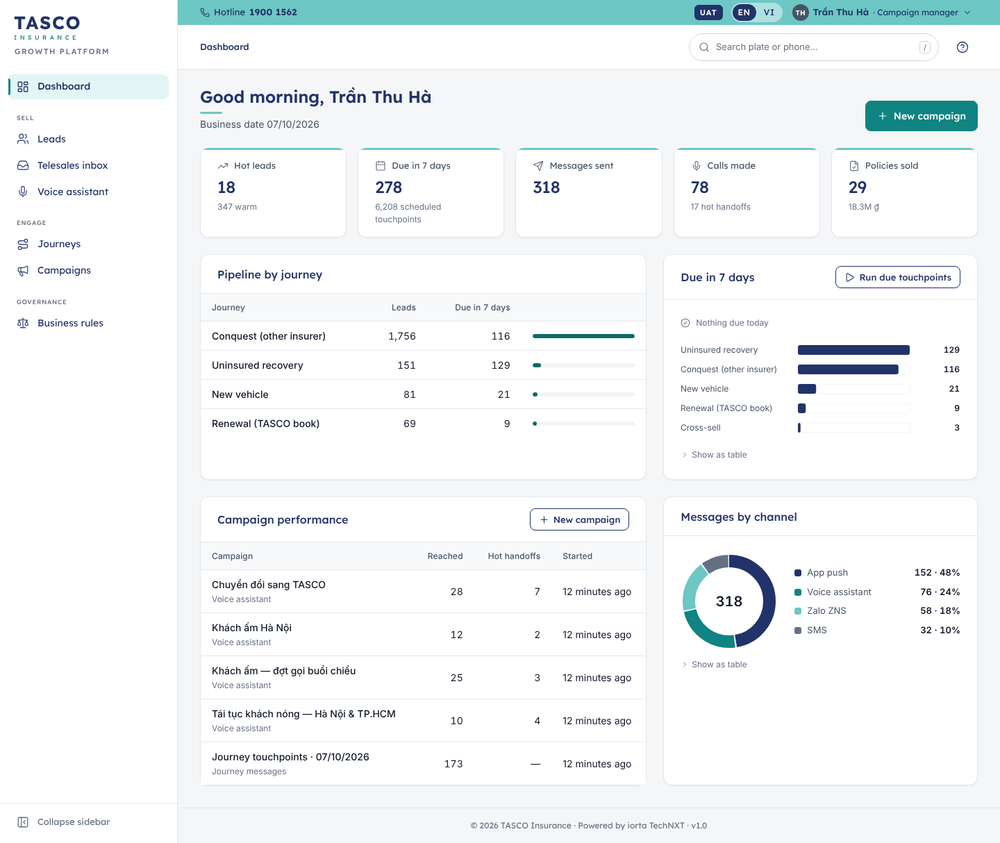 TASCO
INSURANCE
GROWTH PLATFORM
Dashboard
SELL
Leads
Telesales inbox
Voice assistant
ENGAGE
Journeys
Campaigns
GOVERNANCE
Business rules
Collapse sidebar
Hotline 1900 1562
UAT
EN VI
TH Trần Thu Hà · Campaign manager
Dashboard
Search plate or phone... /
Good morning, Trần Thu Hà
Business date 07/10/2026
New campaign
Hot leads
18
347 warm
Due in 7 days
278
6,208 scheduled
touchpoints
Messages sent
318
Calls made
78
17 hot handoffs
Policies sold
29
18.3M ₫
Pipeline by journey
Journey Leads Due in 7 days
Conquest (other insurer) 1,756 116
Uninsured recovery 151 129
New vehicle 81 21
Renewal (TASCO book) 69 9
Due in 7 days
Run due touchpoints
Nothing due today
Uninsured recovery 129
Conquest (other insurer) 116
New vehicle 21
Renewal (TASCO book) 9
Cross-sell 3
Show as table
Campaign performance
New campaign
Campaign Reached Hot handoffs Started
Chuyển đổi sang TASCO
Voice assistant
28 7 12 minutes ago
Khách ấm Hà Nội
Voice assistant
12 2 12 minutes ago
Khách ấm — đợt gọi buổi chiều
Voice assistant
25 3 12 minutes ago
Tái tục khách nóng — Hà Nội & TP.HCM
Voice assistant
10 4 12 minutes ago
Journey touchpoints · 07/10/2026
Journey messages
173 — 12 minutes ago
Messages by channel
318
App push 152 · 48%
Voice assistant 76 · 24%
Zalo ZNS 58 · 18%
SMS 32 · 10%
Show as table
© 2026 TASCO Insurance · Powered by iorta TechNXT · v1.0